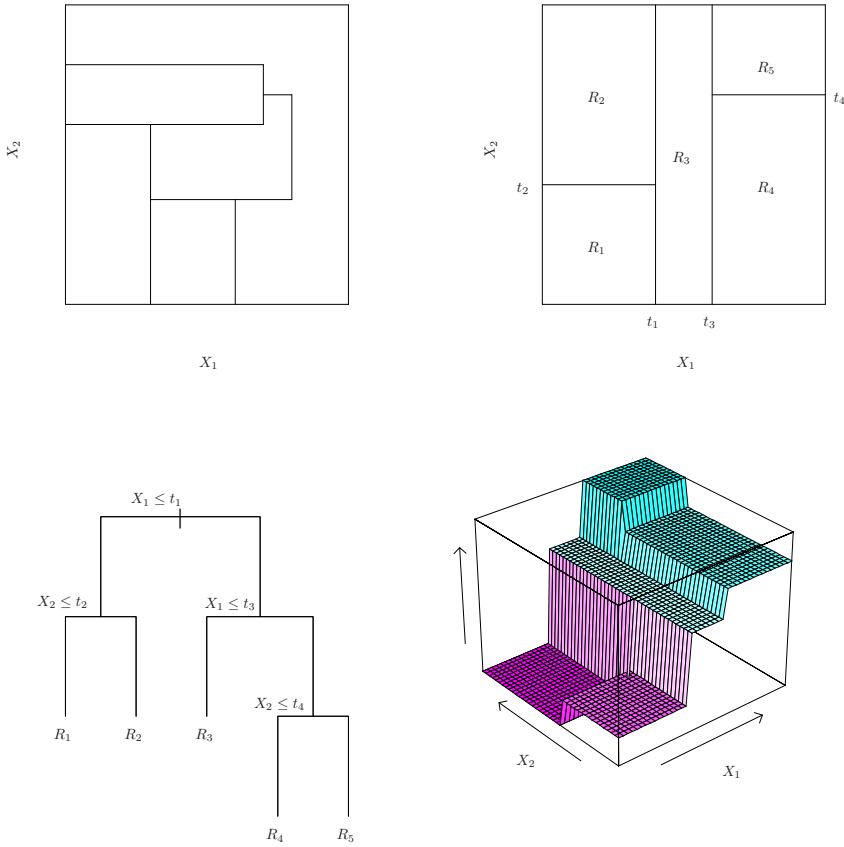 X₂
X₁
R₅
R₂
t₄
X₂
R₃
t₂
R₄
R₁
t₁
t₃
X₁
X₁ ≤ t₁
X₂ ≤ t₂
X₁ ≤ t₃
X₂ ≤ t₄
R₁
R₂
R₃
R₄
R₅
X₂
X₁